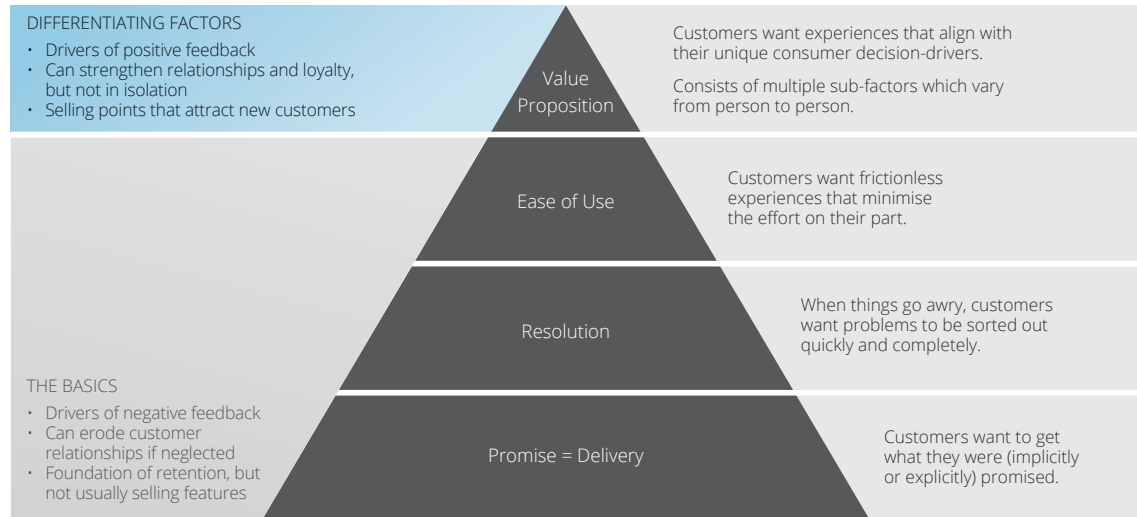 DIFFERENTIATING FACTORS
• Drivers of positive feedback
• Can strengthen relationships and loyalty,
but not in isolation
• Selling points that attract new customers
Value
Proposition
Customers want experiences that align with
their unique consumer decision-drivers.
Consists of multiple sub-factors which vary
from person to person.
Ease of Use
Customers want frictionless
experiences that minimise
the effort on their part.
Resolution
When things go awry, customers
want problems to be sorted out
quickly and completely.
THE BASICS
• Drivers of negative feedback
• Can erode customer
relationships if neglected
• Foundation of retention, but
not usually selling features
Promise = Delivery
Customers want to get
what they were (implicitly
or explicitly) promised.